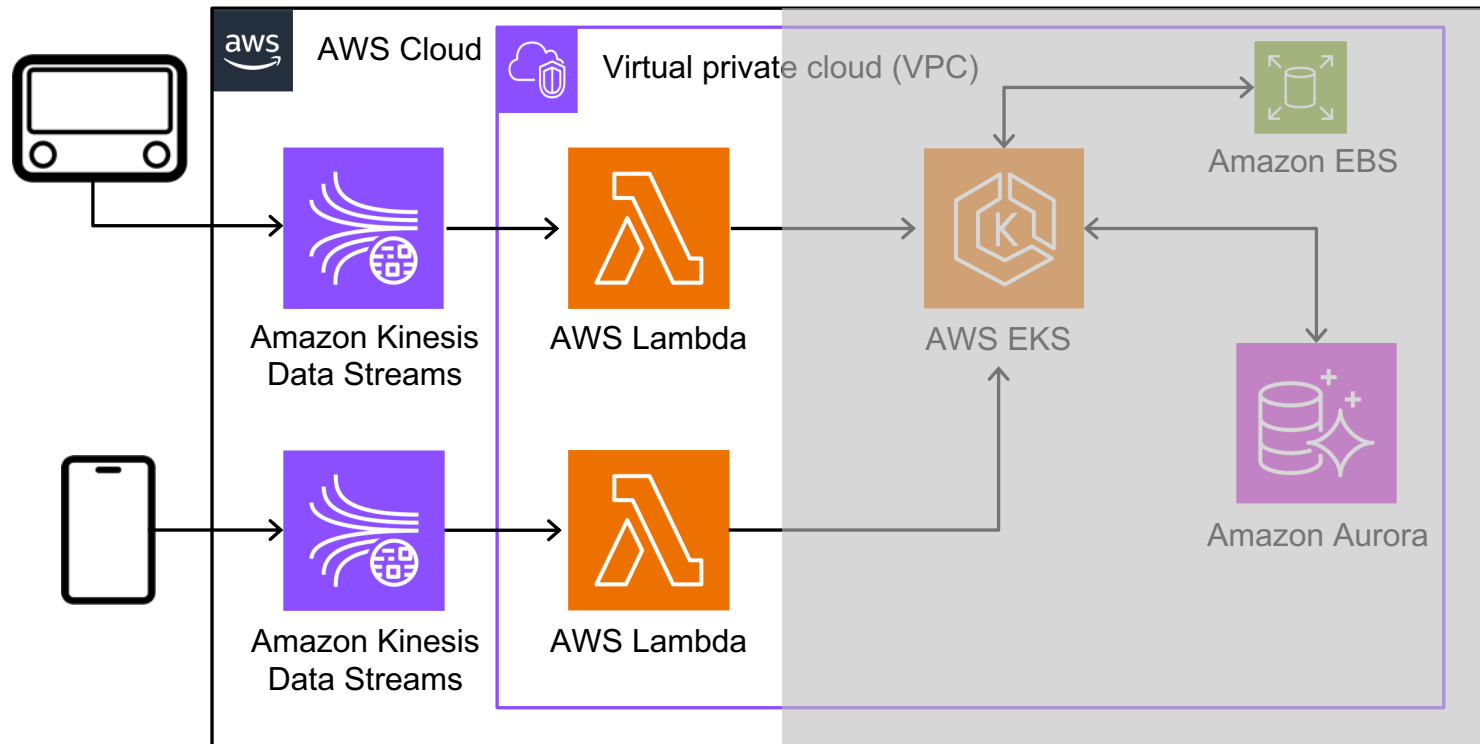 aws
AWS Cloud
Virtual private cloud (VPC)
Amazon EBS
Amazon Kinesis
Data Streams
AWS Lambda
K
AWS EKS
Amazon Aurora
Amazon Kinesis
Data Streams
AWS Lambda